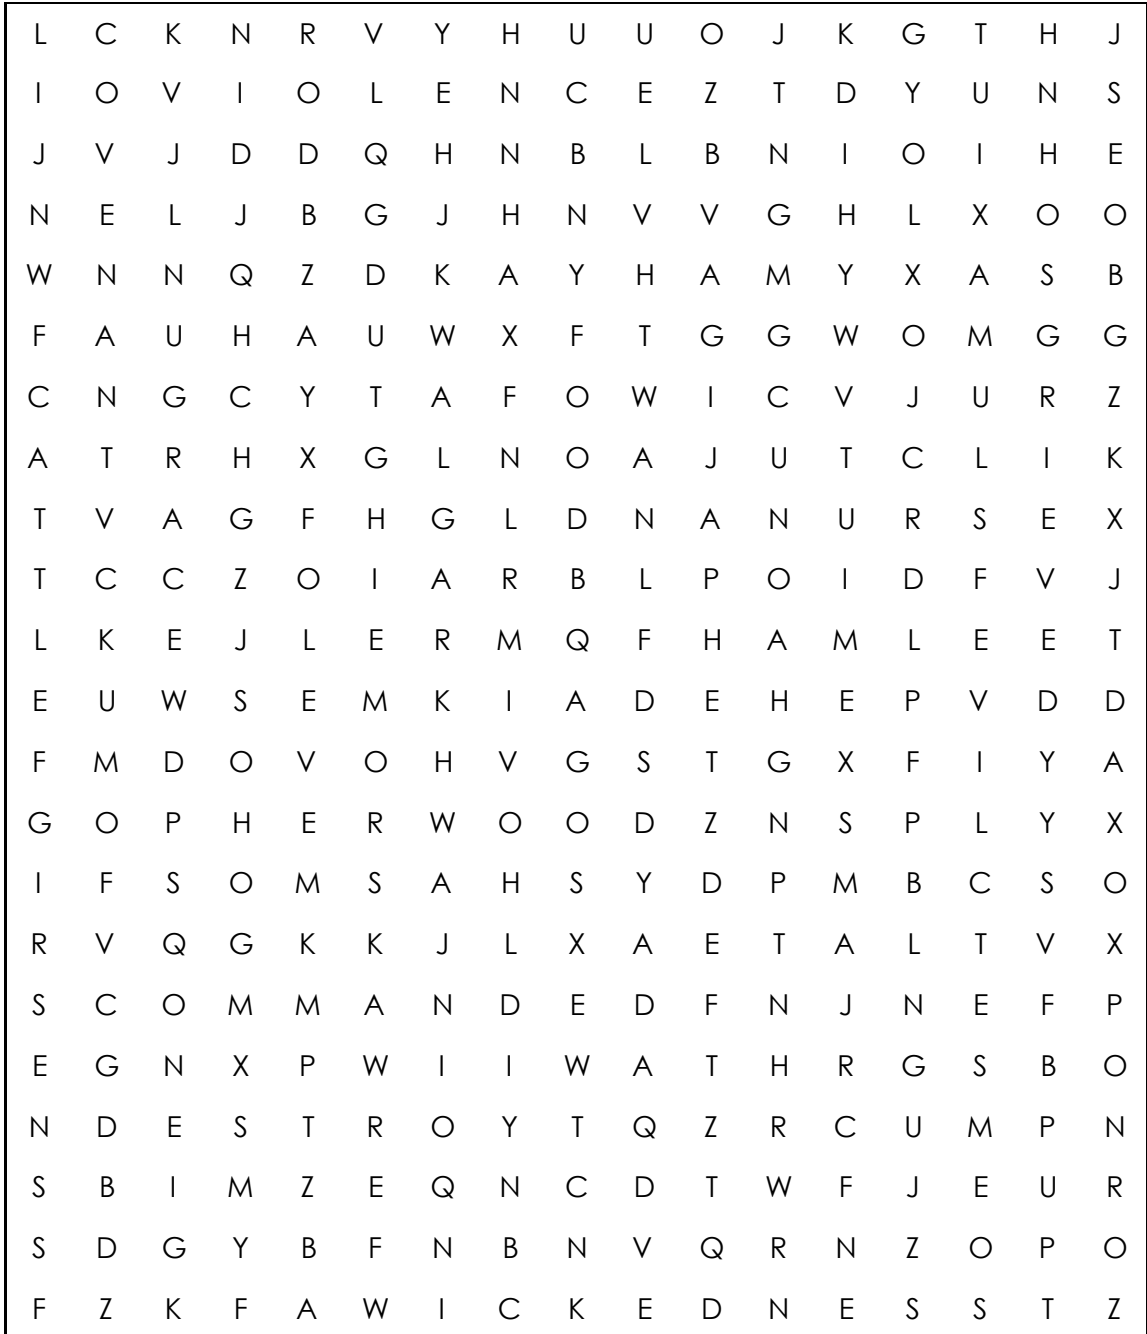 L C K N R V Y H U U O J K G T H J
I O V I O L E N C E Z T D Y U N S
J V J D D Q H N B L B N I O I H E
N E L J B G J H N V V G H L X O O
W N N Q Z D K A Y H A M Y X A S B
F A U H A U W X F T G G W O M G G
C N G C Y T A F O W I C V J U R Z
A T R H X G L N O A J U T C L I K
T V A G F H G L D N A N U R S E X
T C C Z O I A R B L P O I D F V J
L K E J L E R M Q F H A M L E E T
E U W S E M K I A D E H E P V D D
F M D O V O H V G S T G X F I Y A
G O P H E R W O O D Z N S P L Y X
I F S O M S A H S Y D P M B C S O
R V Q G K K J L X A E T A L T V X
S C O M M A N D E D F N J N E F P
E G N X P W I I W A T H R G S B O
N D E S T R O Y T Q Z R C U M P N
S B I M Z E Q N C D T W F J E U R
S D G Y B F N B N V Q R N Z O P O
F Z K F A W I C K E D N E S S T Z